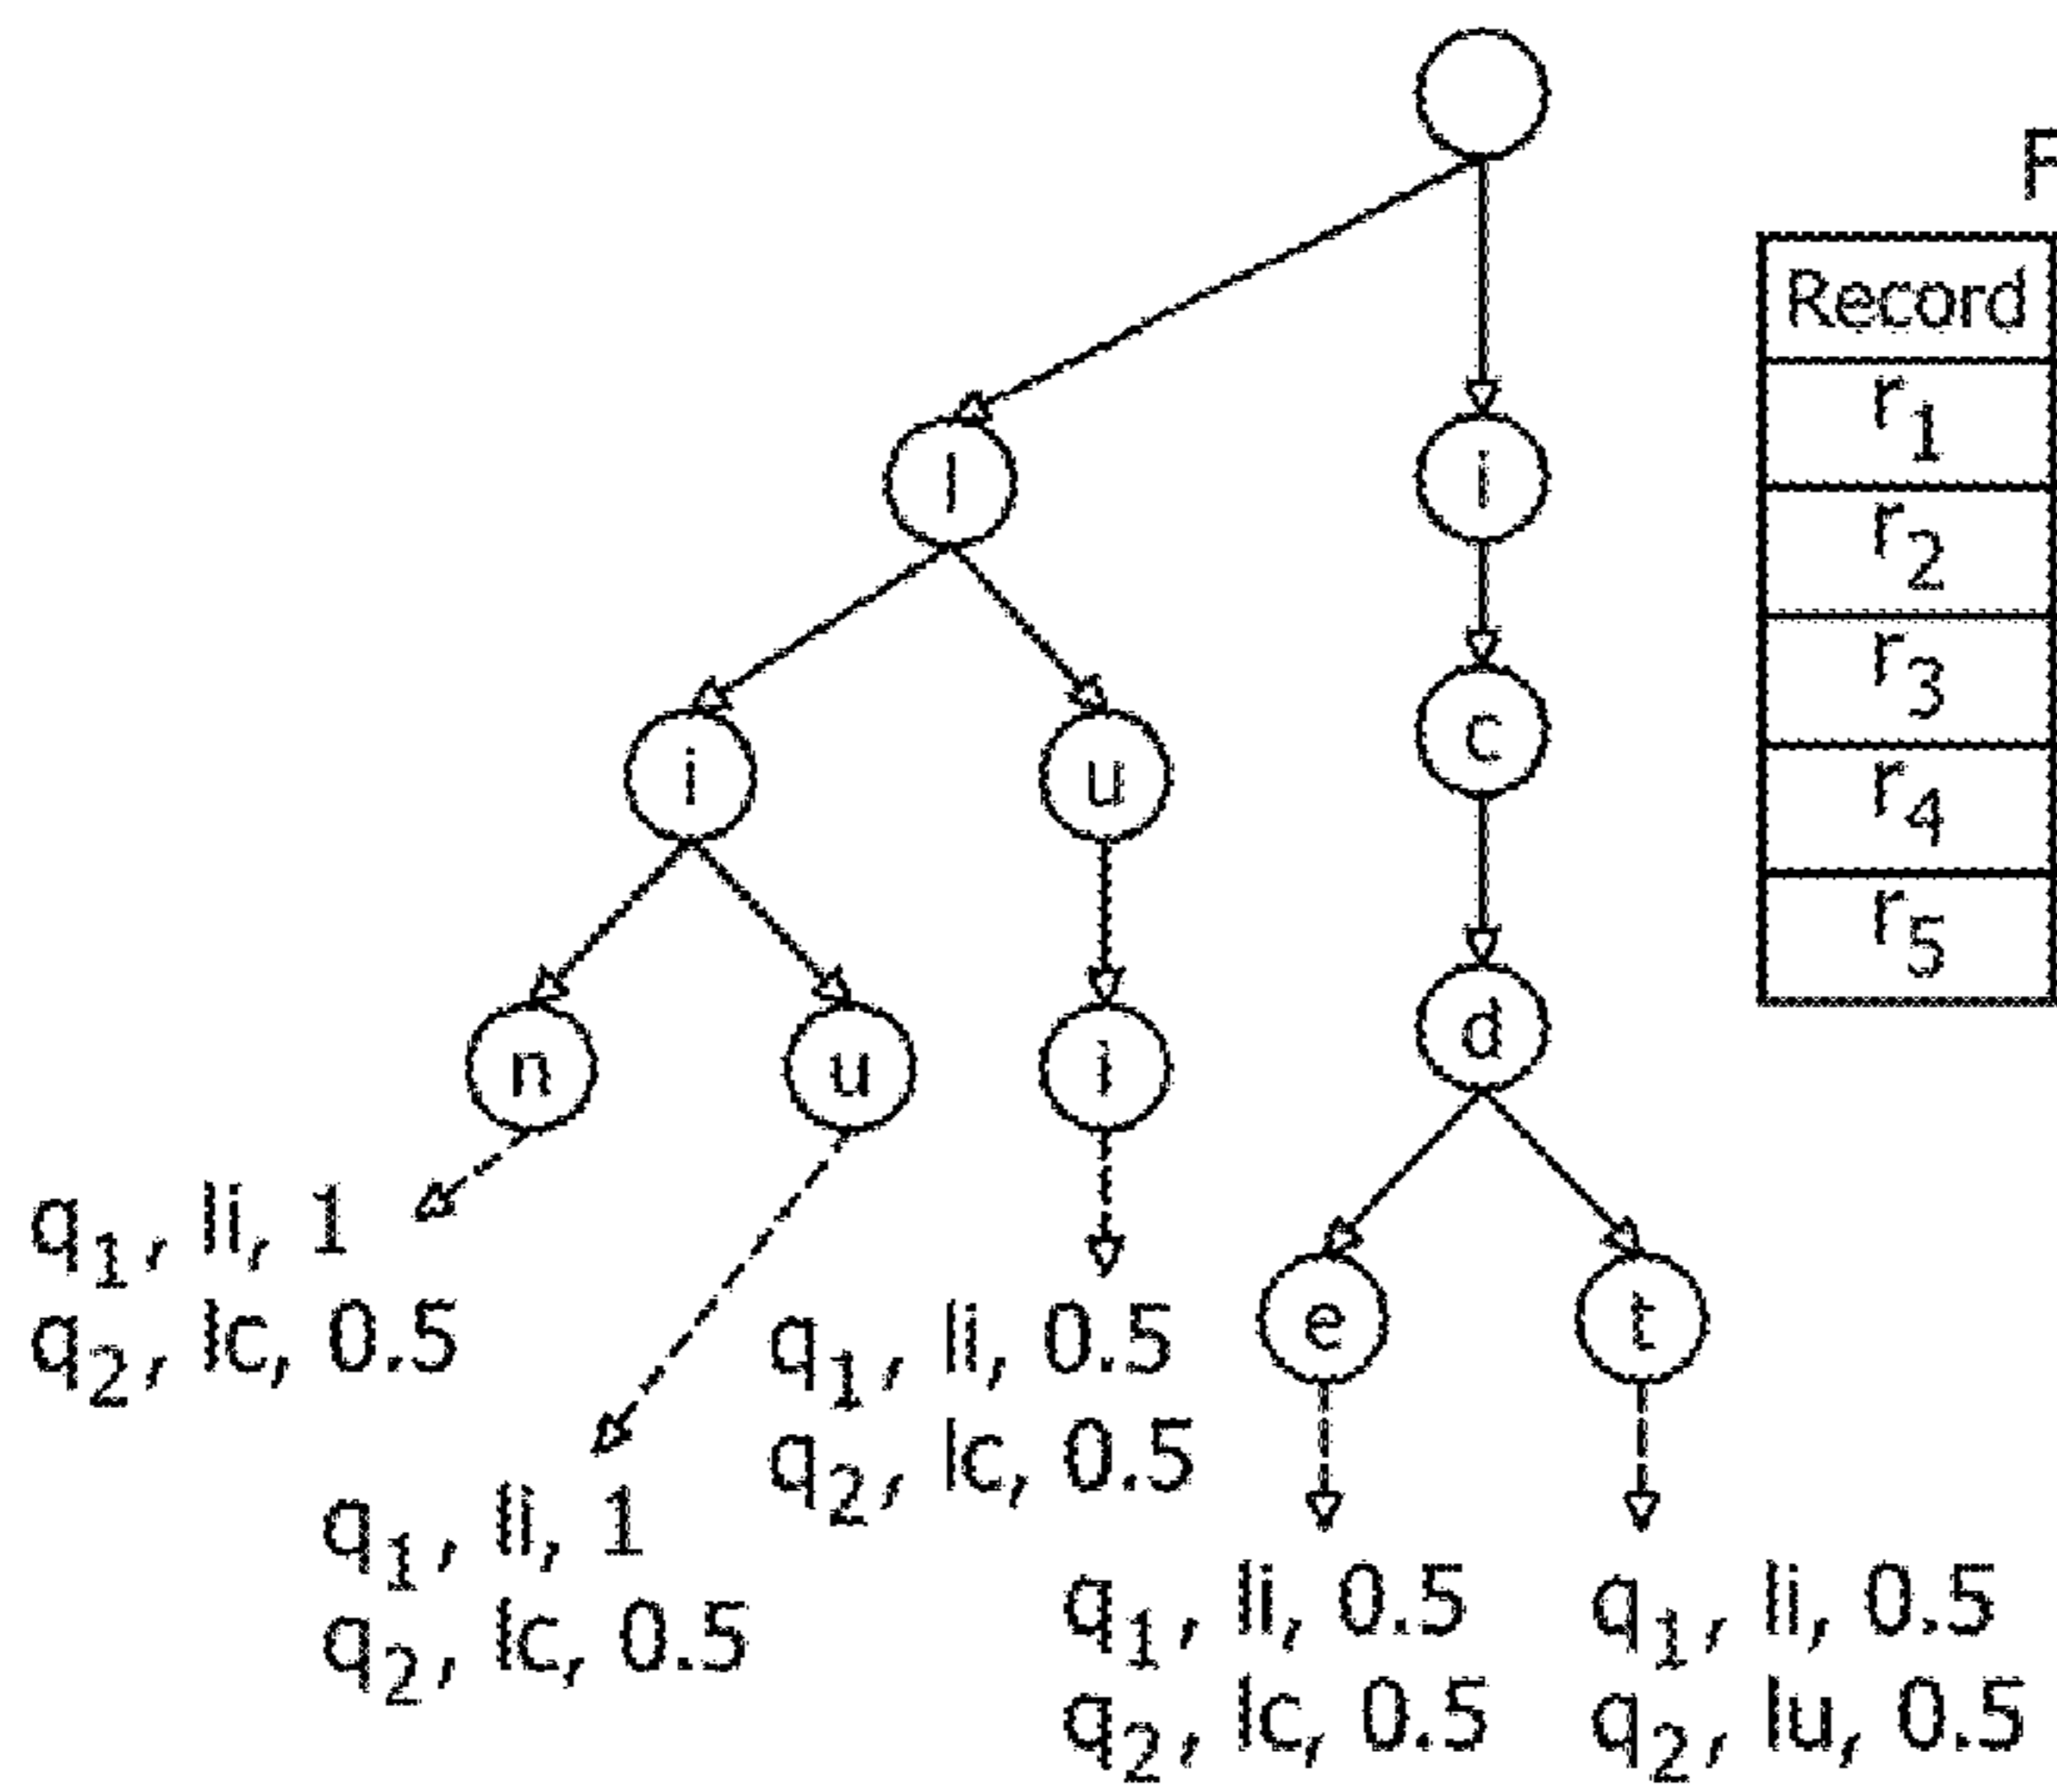 F
Record
r1
r2
r3
r4
r5
l
i
i
u
c
n
u
i
d
e
t
q1, li, 1
q2, lc, 0.5
q1, li, 1
q2, lc, 0.5
q1, li, 0.5
q2, lc, 0.5
q1, li, 0.5
q2, lc, 0.5
q1, li, 0.5
q2, lu, 0.5